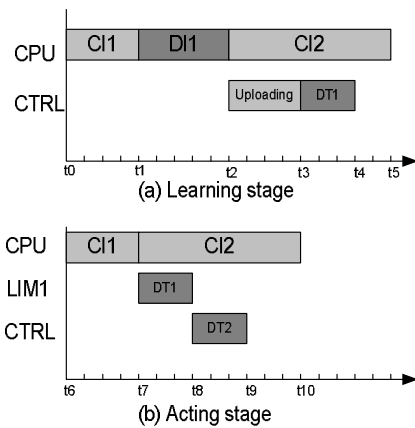 CPU CI1 DI1 CI2
CTRL Uploading DT1
t0 t1 t2 t3 t4 t5
(a) Learning stage
CPU CI1 CI2
LIM1 DT1
CTRL DT2
t6 t7 t8 t9 t10
(b) Acting stage